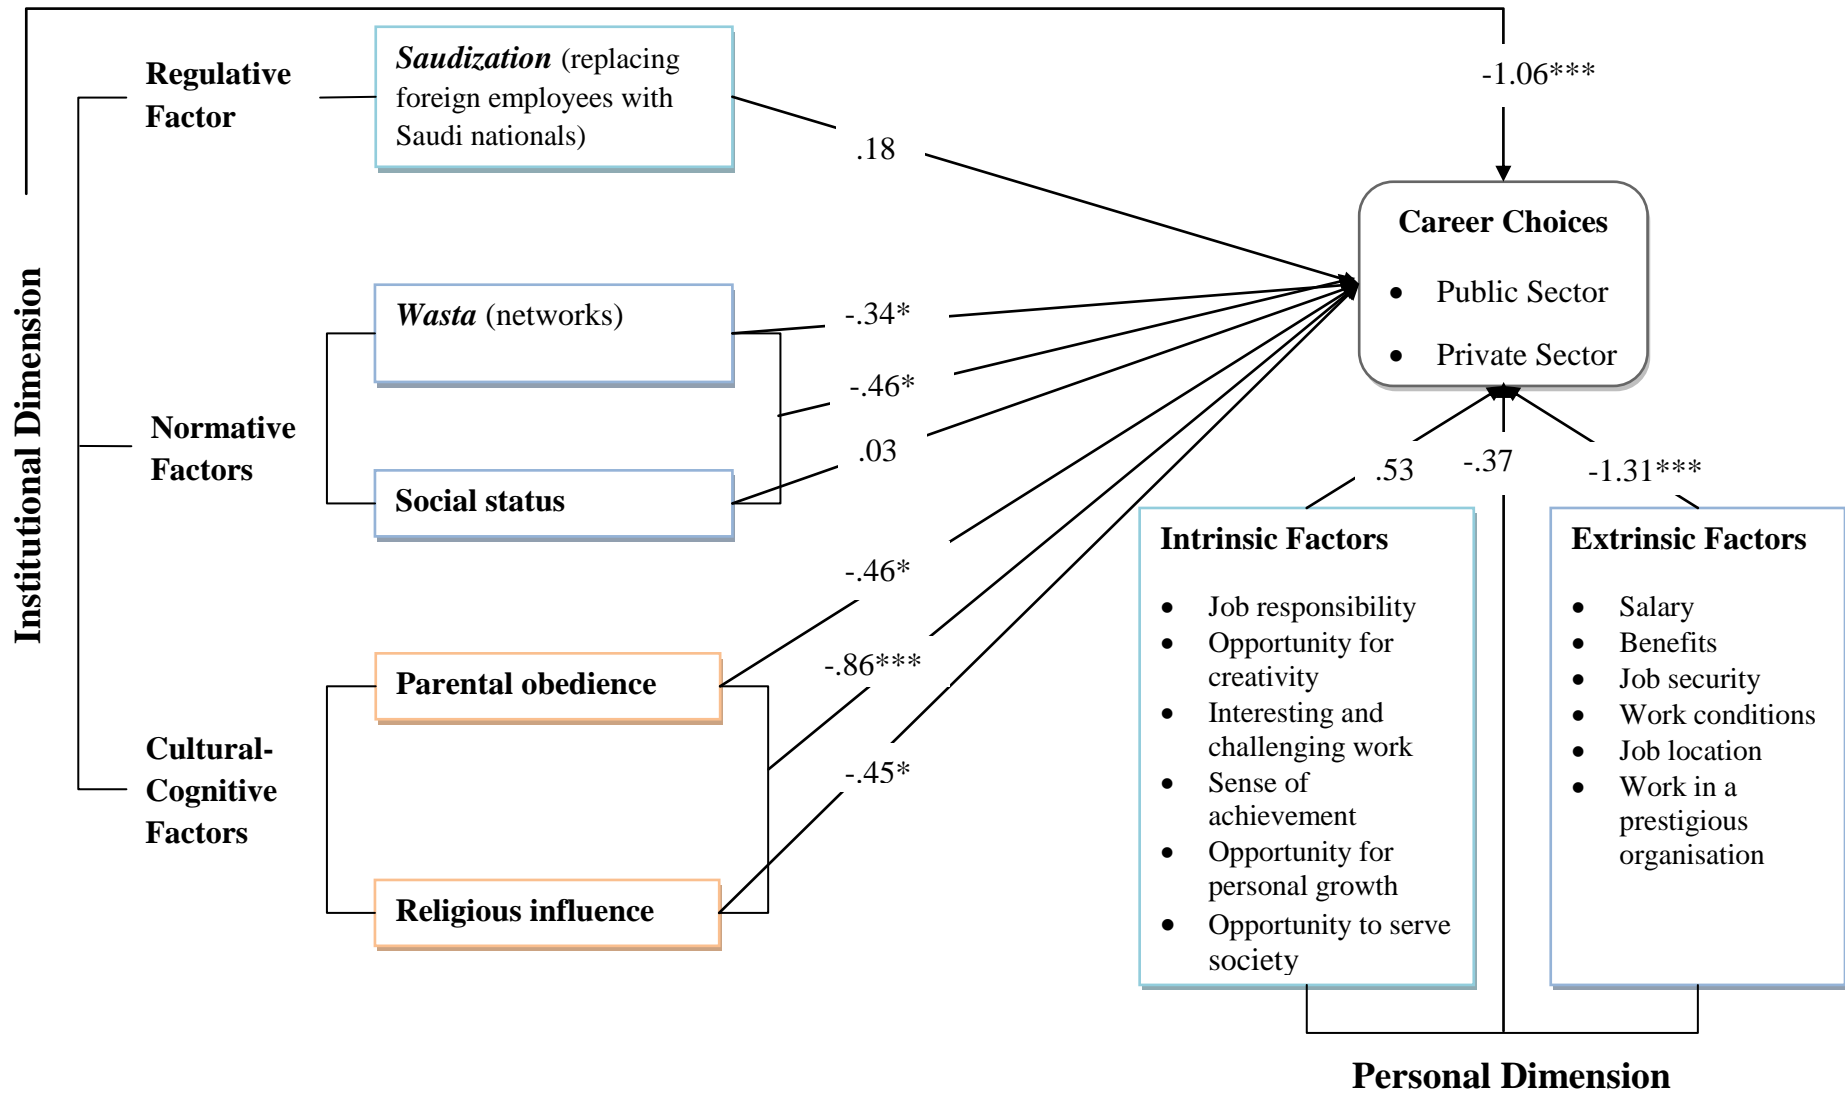 Institutional Dimension
Regulative
Factor
Saudization (replacing
foreign employees with
Saudi nationals)
.18
-1.06***
Career Choices
• Public Sector
• Private Sector
Normative
Factors
Wasta (networks)
-.34*
-.46*
.03
Social status
Cultural-
Cognitive
Factors
Parental obedience
-.46*
-.86***
-.45*
Religious influence
.53
-.37
-1.31***
Intrinsic Factors
• Job responsibility
• Opportunity for
creativity
• Interesting and
challenging work
• Sense of
achievement
• Opportunity for
personal growth
• Opportunity to serve
society
Extrinsic Factors
• Salary
• Benefits
• Job security
• Work conditions
• Job location
• Work in a
prestigious
organisation
Personal Dimension